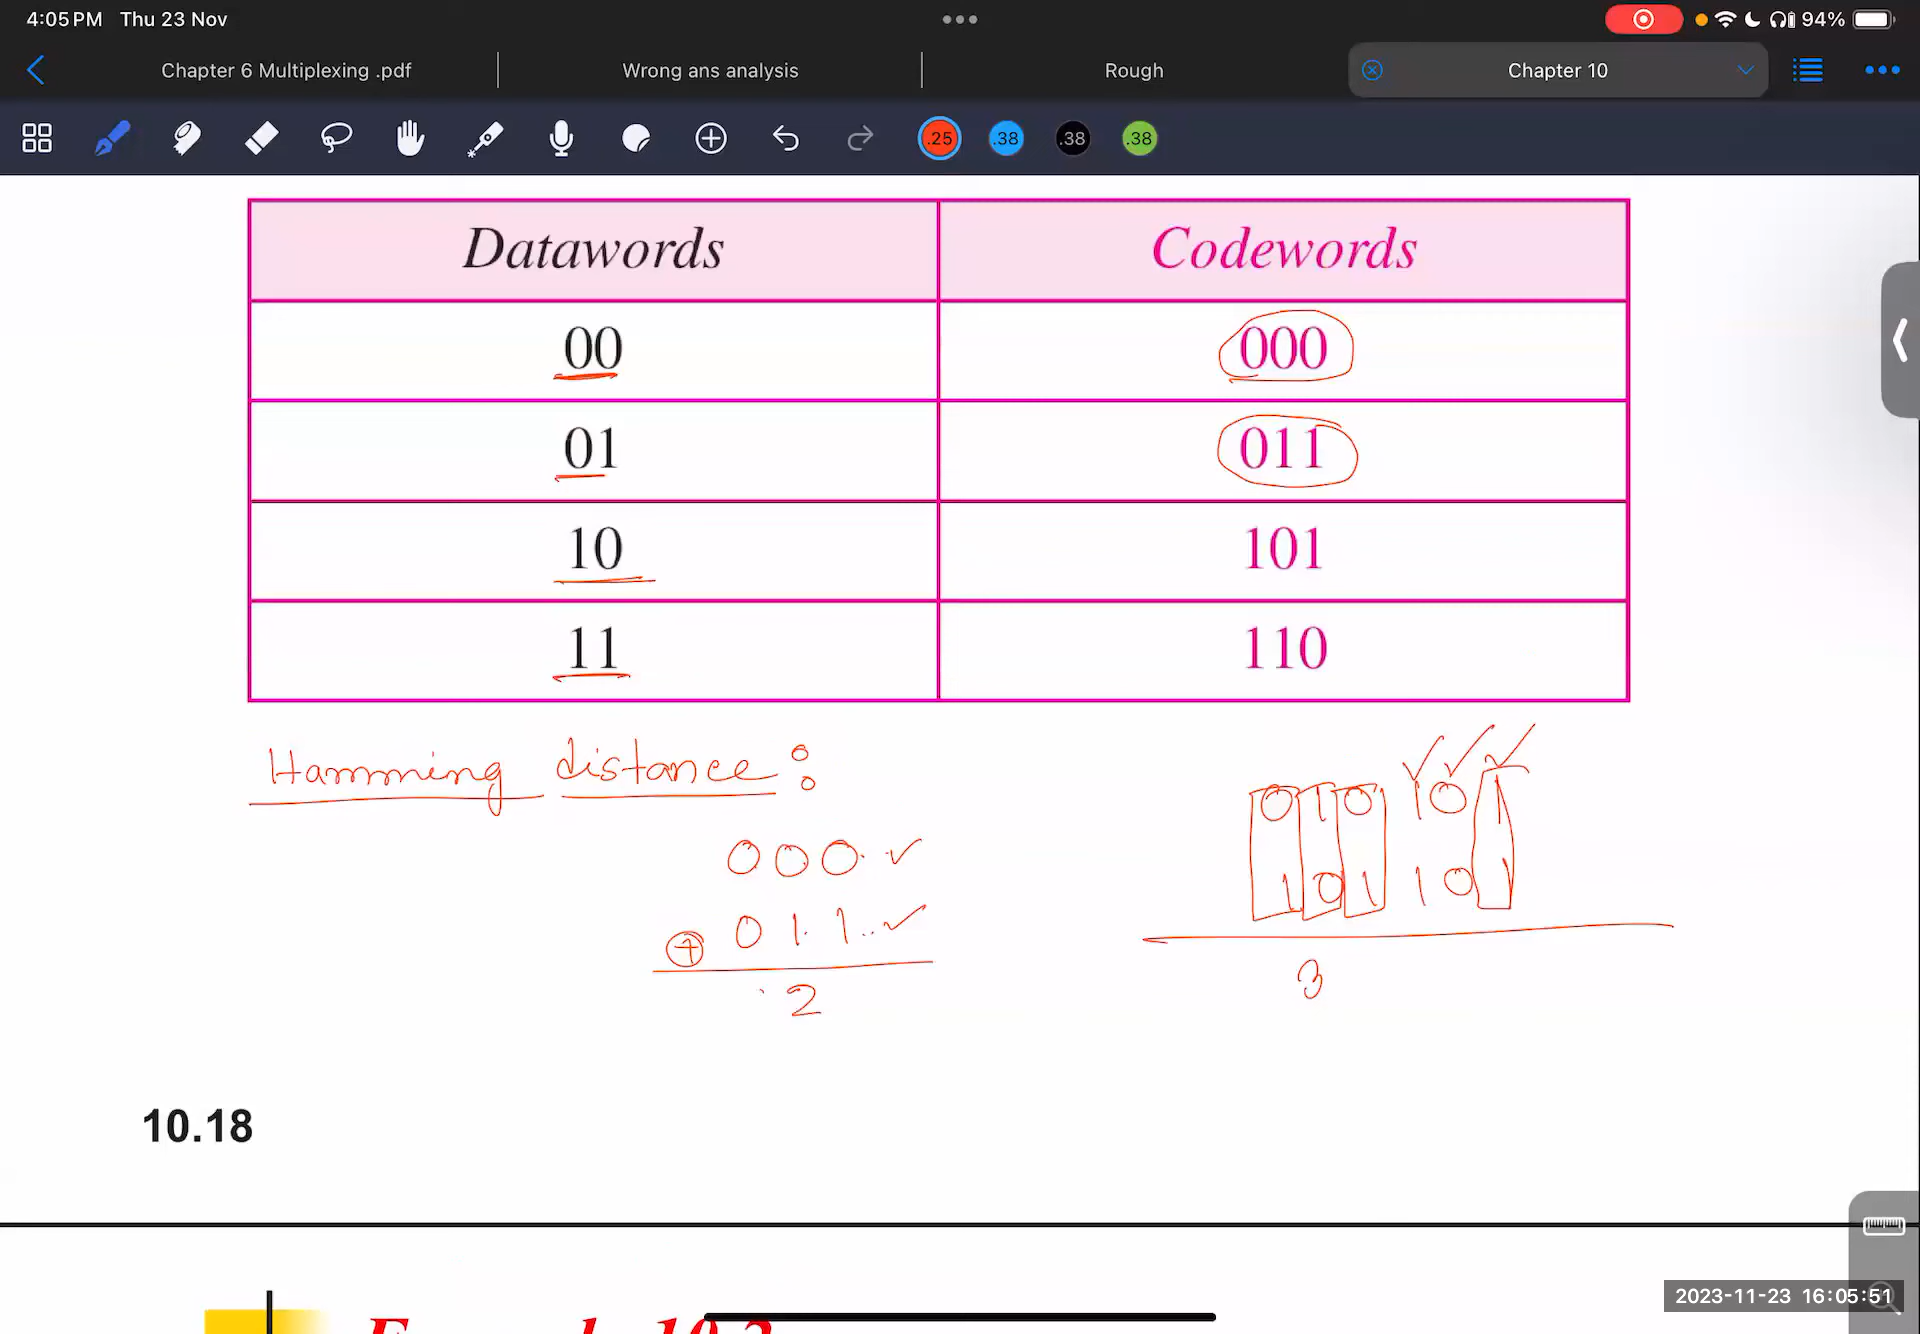 4:05 PM Thu 23 Nov
94%
Chapter 6 Multiplexing .pdf
Wrong ans analysis
Rough
Chapter 10
.25 .38 .38 .38
Datawords Codewords
00 000
01 011
10 101
11 110
Hamming distance :
000
⊕ 011
2
010101
101101
3
10.18
2023-11-23 16:05:51